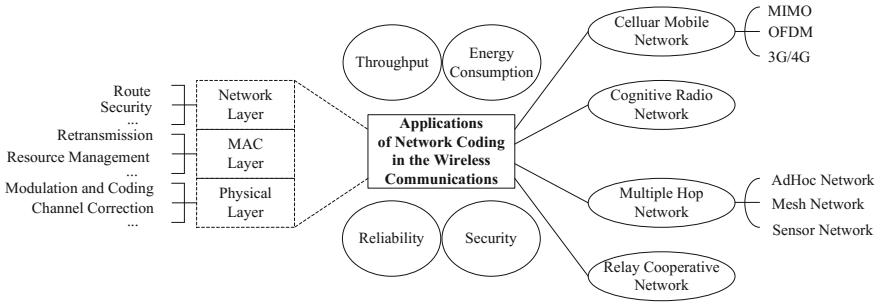 Route
Security
...
Retransmission
Resource Management
...
Modulation and Coding
Channel Correction
...
Network
Layer
MAC
Layer
Physical
Layer
Throughput
Energy
Consumption
Applications
of Network Coding
in the Wireless
Communications
Reliability
Security
Celluar Mobile
Network
Cognitive Radio
Network
Multiple Hop
Network
Relay Cooperative
Network
MIMO
OFDM
3G/4G
AdHoc Network
Mesh Network
Sensor Network